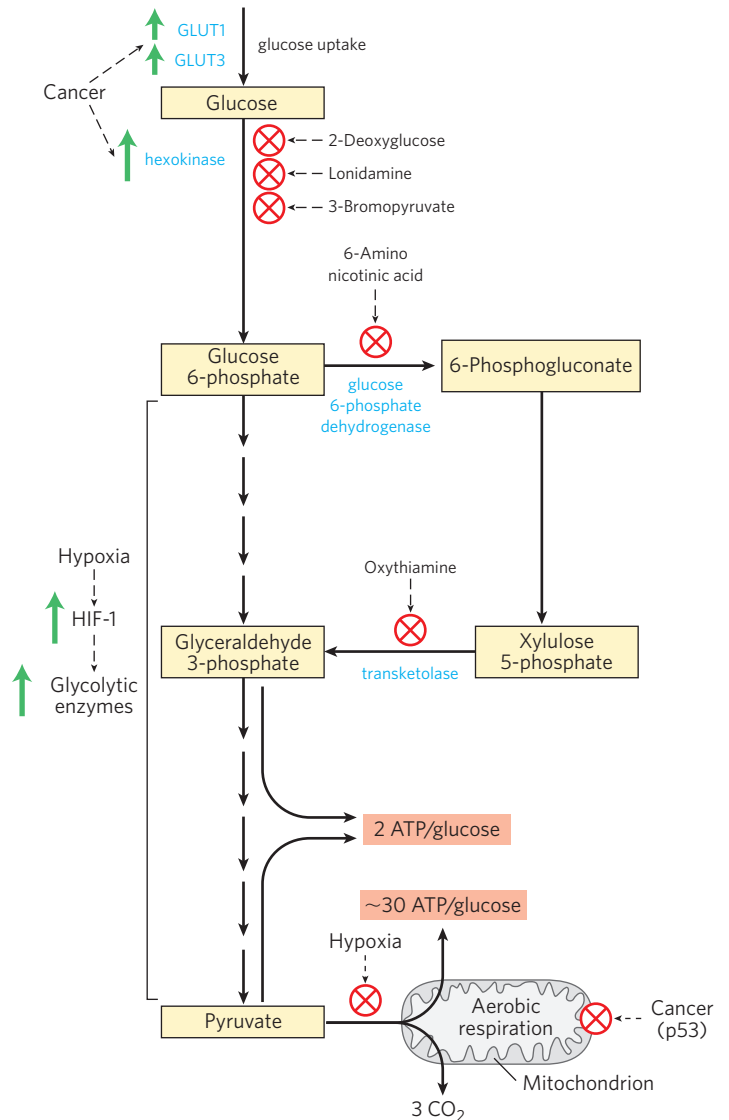 GLUT1
GLUT3
glucose uptake
Cancer
Glucose
hexokinase
2-Deoxyglucose
Lonidamine
3-Bromopyruvate
6-Amino
nicotinic acid
Glucose
6-phosphate
6-Phosphogluconate
glucose
6-phosphate
dehydrogenase
Hypoxia
HIF-1
Glycolytic
enzymes
Oxythiamine
Glyceraldehyde
3-phosphate
Xylulose
5-phosphate
transketolase
2 ATP/glucose
~30 ATP/glucose
Hypoxia
Pyruvate
Aerobic
respiration
Cancer
(p53)
Mitochondrion
3 CO₂